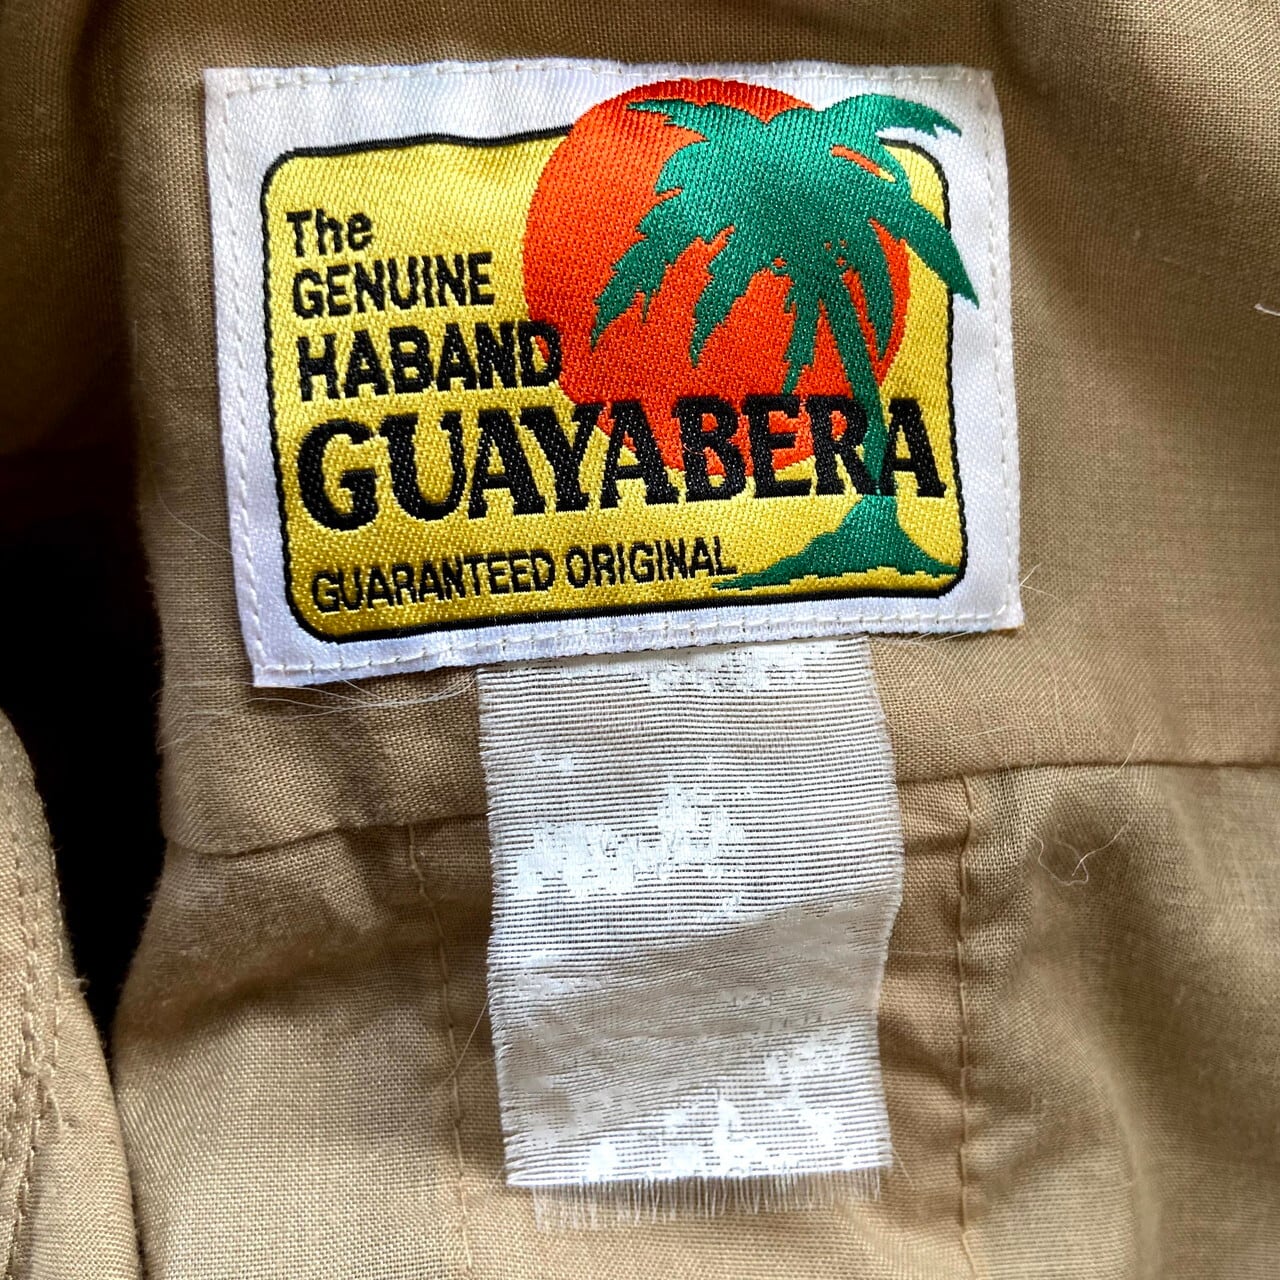 The
GENUINE
HABAND
GUAYABERA
GUARANTEED ORIGINAL